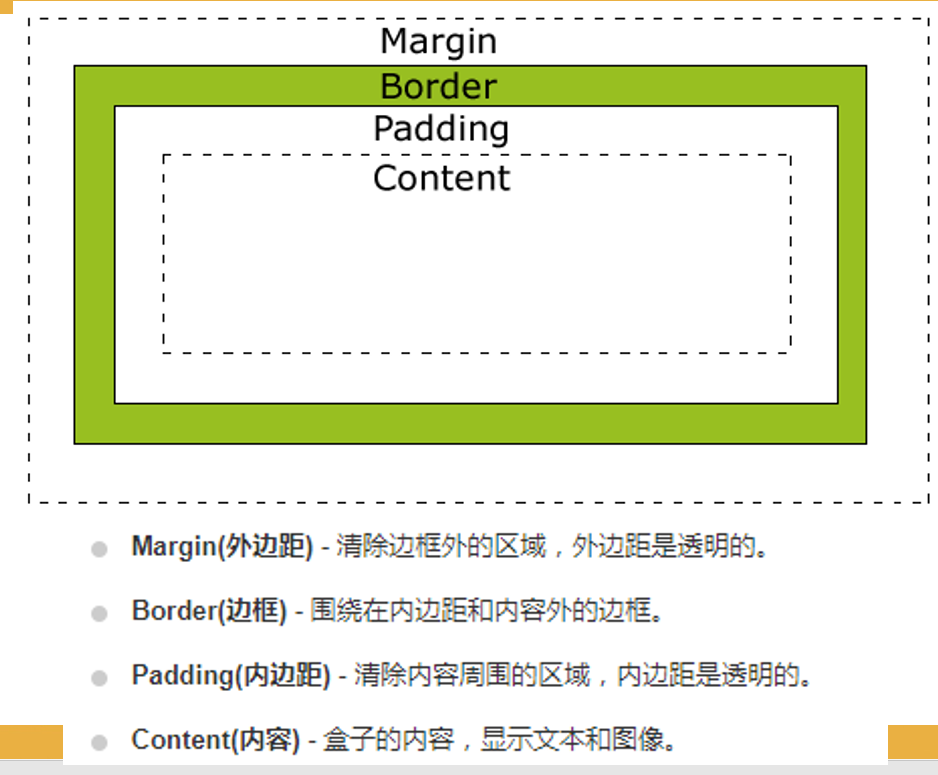 Margin
Border
Padding
Content
Margin(外边距) - 清除边框外的区域，外边距是透明的。
Border(边框) - 围绕在内边距和内容外的边框。
Padding(内边距) - 清除内容周围的区域，内边距是透明的。
Content(内容) - 盒子的内容，显示文本和图像。